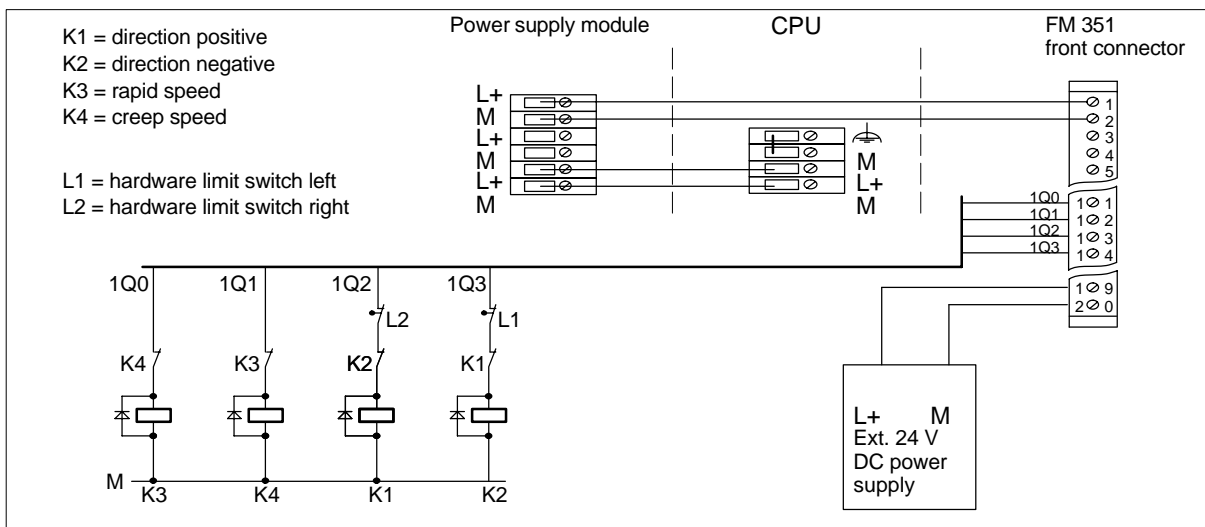 K1 = direction positive
K2 = direction negative
K3 = rapid speed
K4 = creep speed
L1 = hardware limit switch left
L2 = hardware limit switch right
Power supply module
CPU
FM 351
front connector
L+
M
L+
M
L+
M
M
L+
M
1
2
3
4
5
1Q0
1Q1
1Q2
1Q3
1 1
1 2
1 3
1 4
1 9
2 0
1Q0 1Q1 1Q2 1Q3
L2 L1
K4 K3 K2 K1
M
K3 K4 K1 K2
L+ M
Ext. 24 V
DC power
supply